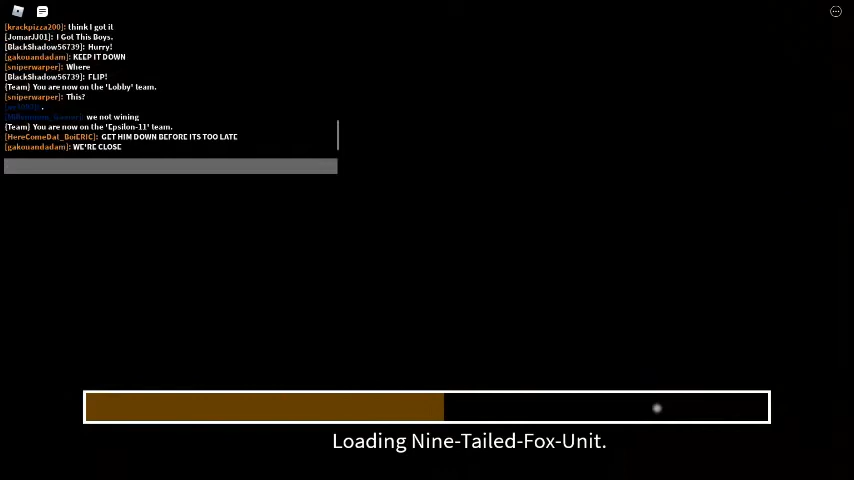 [krackpizza200]: think I got it
[JomarJJ01]: I Got This Boys.
[BlackShadow56739]: Hurry!
[gakouandadam]: KEEP IT DOWN
[sniperwarper]: Where
[BlackShadow56739]: FLIP!
{Team} You are now on the 'Lobby' team.
[sniperwarper]: This?
.
we not wining
{Team} You are now on the 'Epsilon-11' team.
[HereComeDat_BoiERIC]: GET HIM DOWN BEFORE ITS TOO LATE
[gakouandadam]: WE'RE CLOSE
Loading Nine-Tailed-Fox-Unit.